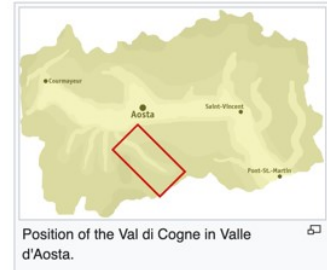 Courmayeur
Aosta
Saint-Vincent
Pont-St.-Martin
Position of the Val di Cogne in Valle
d'Aosta.